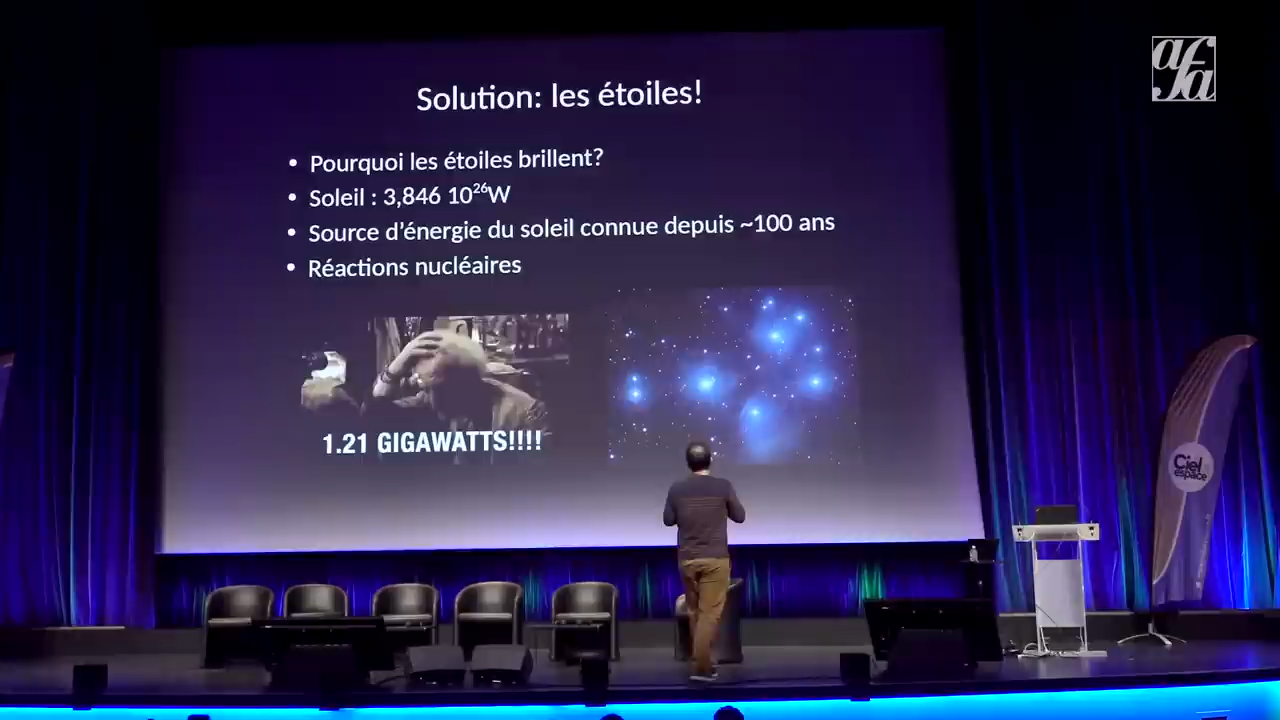 afa
Solution: les étoiles!
• Pourquoi les étoiles brillent?
• Soleil : 3,846 10²⁶W
• Source d’énergie du soleil connue depuis ~100 ans
• Réactions nucléaires
1.21 GIGAWATTS!!!!
Ciel
espace